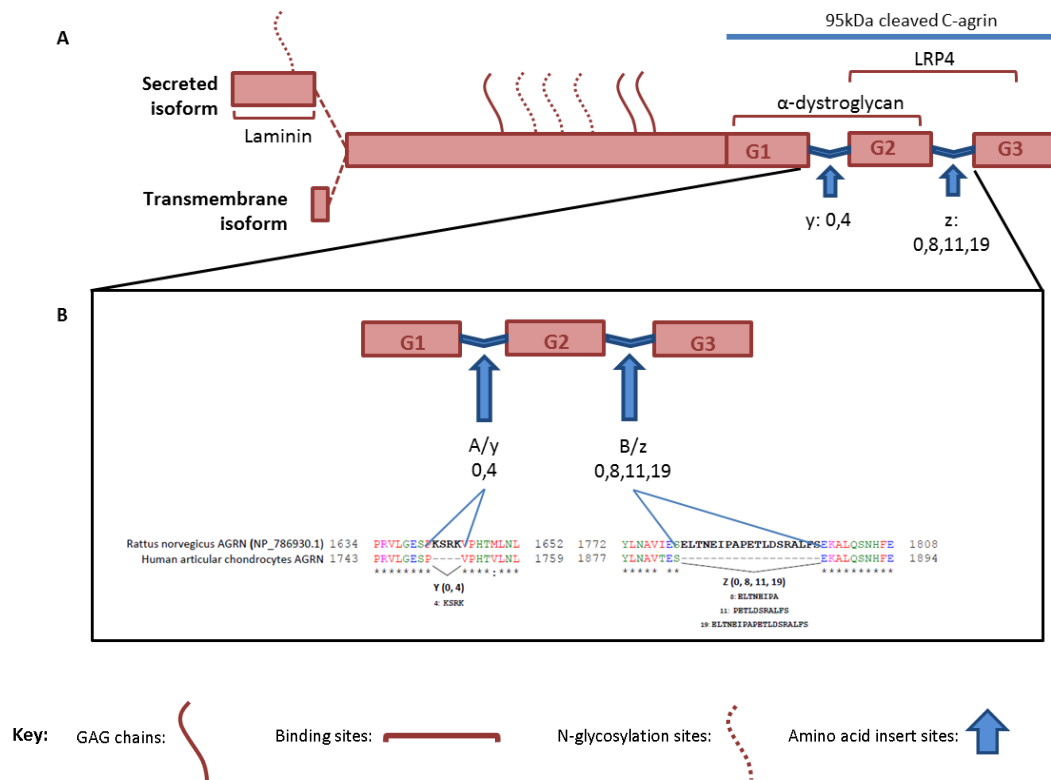 A
95kDa cleaved C-agrin
LRP4
Secreted
isoform
α-dystroglycan
Laminin
G1
G2
G3
Transmembrane
isoform
y: 0,4
z:
0,8,11,19
B
G1
G2
G3
A/y
0,4
B/z
0,8,11,19
Rattus norvegicus AGRN (NP_786930.1) 1634 PRVLGESPKSRKVPHTMLNL 1652 1772 YLNAVIESELTNEIPAPETLDSRALFSEKALQSNHFE 1808
Human articular chondrocytes AGRN 1743 PRVLGESP----VPHTVLNL 1759 1877 YLNAVTES-------------------EKALQSNHFE 1894
******** ****:*** ***** ** **********
Y (0, 4)
4: KSRK
Z (0, 8, 11, 19)
8: ELTNEIPA
11: PETLDSRALFS
19: ELTNEIPAPETLDSRALFS
Key: GAG chains: Binding sites: N-glycosylation sites: Amino acid insert sites: